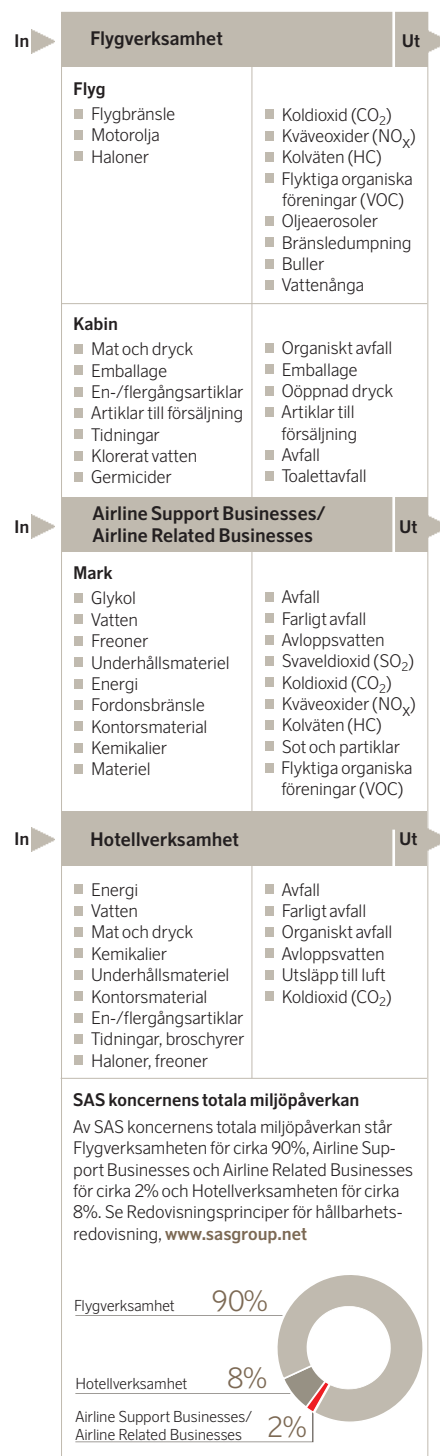 In
Flygverksamhet
Ut
Flyg
Flygbränsle
Motorolja
Haloner
Koldioxid (CO2)
Kväveoxider (NOX)
Kolväten (HC)
Flyktiga organiska
föreningar (VOC)
Oljeaerosoler
Bränsledumpning
Buller
Vattenånga
Kabin
Mat och dryck
Emballage
En-/flergångsartiklar
Artiklar till försäljning
Tidningar
Klorerat vatten
Germicider
Organiskt avfall
Emballage
Oöppnad dryck
Artiklar till
försäljning
Avfall
Toalettavfall
In
Airline Support Businesses/
Airline Related Businesses
Ut
Mark
Glykol
Vatten
Freoner
Underhållsmateriel
Energi
Fordonsbränsle
Kontorsmaterial
Kemikalier
Materiel
Avfall
Farligt avfall
Avloppsvatten
Svaveldioxid (SO2)
Koldioxid (CO2)
Kväveoxider (NOX)
Kolväten (HC)
Sot och partiklar
Flyktiga organiska
föreningar (VOC)
In
Hotellverksamhet
Ut
Energi
Vatten
Mat och dryck
Kemikalier
Underhållsmateriel
Kontorsmaterial
En-/flergångsartiklar
Tidningar, broschyrer
Haloner, freoner
Avfall
Farligt avfall
Organiskt avfall
Avloppsvatten
Utsläpp till luft
Koldioxid (CO2)
SAS koncernens totala miljöpåverkan
Av SAS koncernens totala miljöpåverkan står
Flygverksamheten för cirka 90%, Airline Sup-
port Businesses och Airline Related Businesses
för cirka 2% och Hotellverksamheten för cirka
8%. Se Redovisningsprinciper för hållbarhets-
redovisning, www.sasgroup.net
Flygverksamhet 90%
Hotellverksamhet 8%
Airline Support Businesses/
Airline Related Businesses 2%